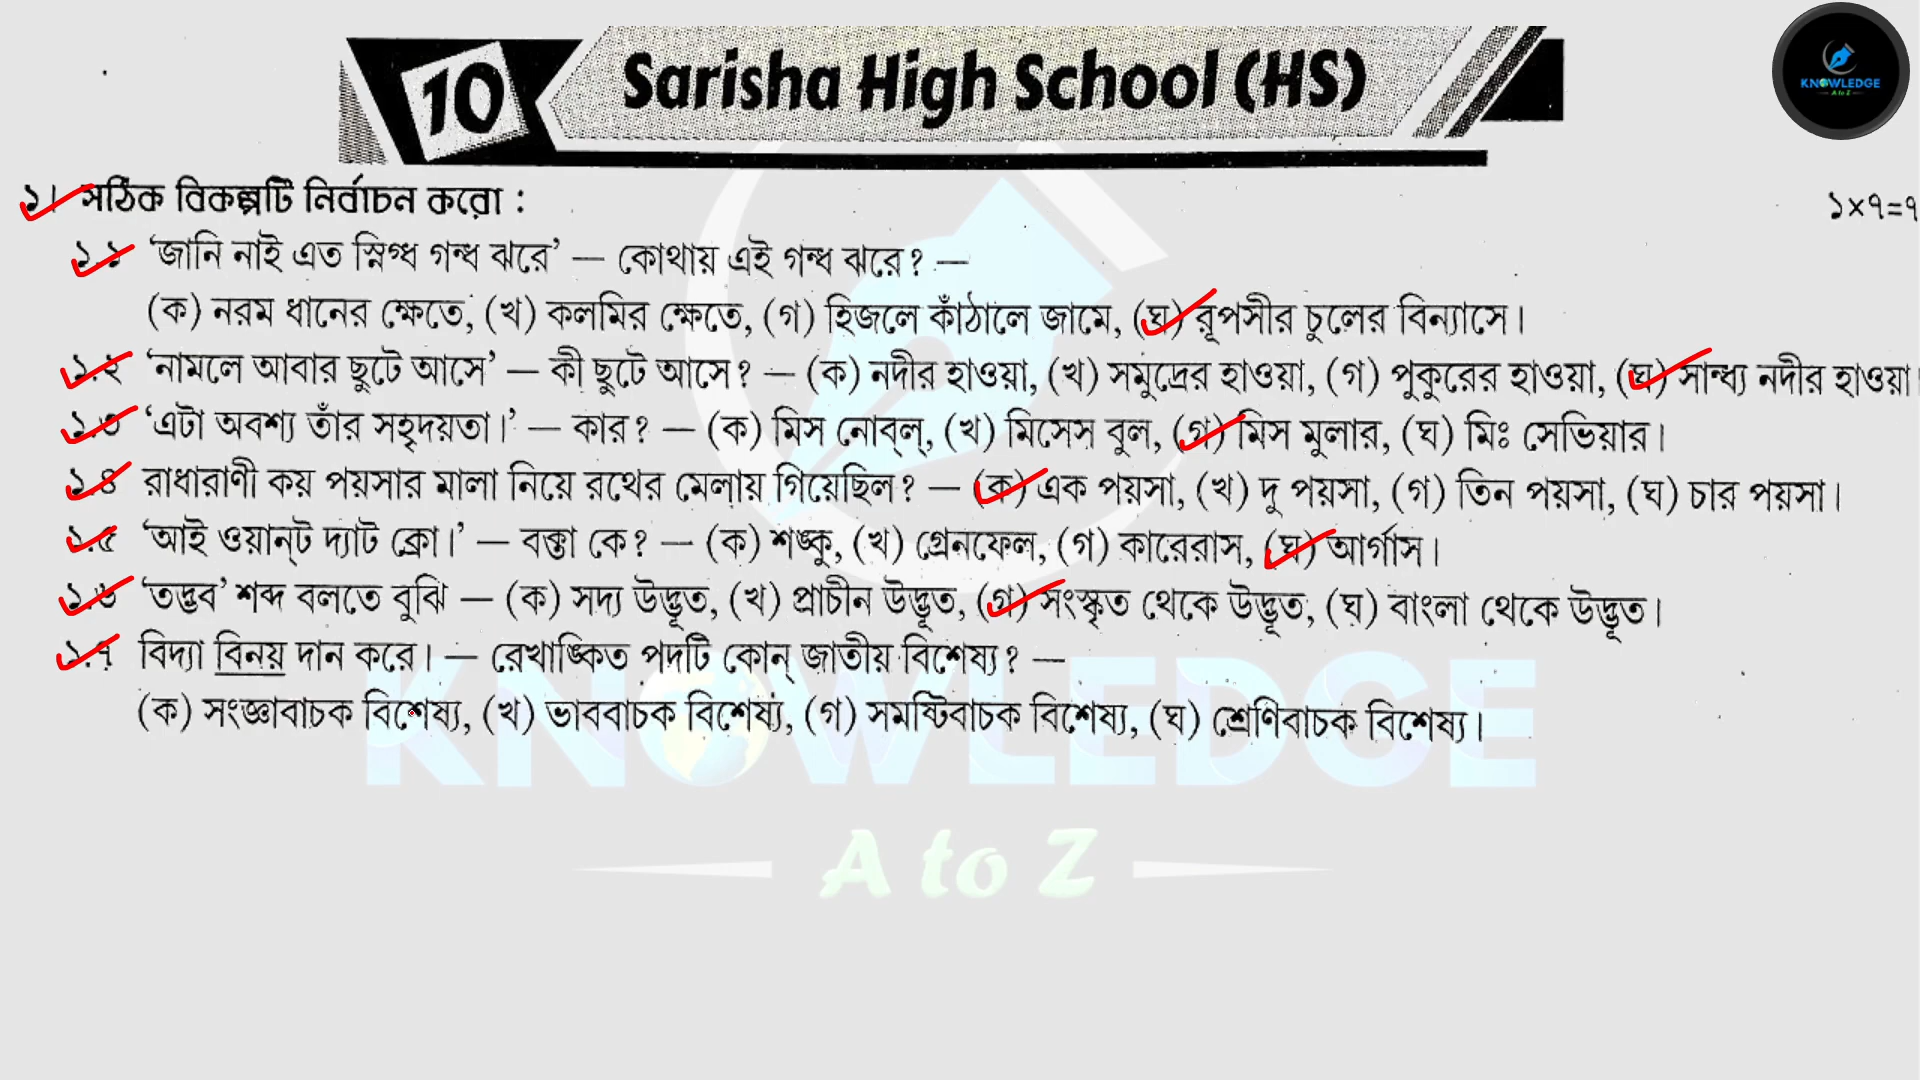 10 Sarisha High School (HS)
KNOWLEDGE
A to Z
১। সঠিক বিকল্পটি নির্বাচন করো :
১×৭=৭
১.১ ‘জানি নাই এত স্নিগ্ধ গন্ধ ঝরে’ — কোথায় এই গন্ধ ঝরে? —
(ক) নরম ধানের ক্ষেতে, (খ) কলমির ক্ষেতে, (গ) হিজলে কাঁঠালে জামে, (ঘ) রূপসীর চুলের বিন্যাসে।
১.২ ‘নামলে আবার ছুটে আসে’ — কী ছুটে আসে? — (ক) নদীর হাওয়া, (খ) সমুদ্রের হাওয়া, (গ) পুকুরের হাওয়া, (ঘ) সান্ধ্য নদীর হাওয়া।
১.৩ ‘এটা অবশ্য তাঁর সহৃদয়তা।’ — কার? — (ক) মিস নোব্‌ল্‌, (খ) মিসেস বুল, (গ) মিস মুলার, (ঘ) মিঃ সেভিয়ার।
১.৪ রাধারাণী কয় পয়সার মালা নিয়ে রথের মেলায় গিয়েছিল? — (ক) এক পয়সা, (খ) দু পয়সা, (গ) তিন পয়সা, (ঘ) চার পয়সা।
১.৫ ‘আই ওয়ান্‌ট দ্যাট ক্রো।’ — বক্তা কে? — (ক) শঙ্কু, (খ) গ্রেনফেল, (গ) কারেরাস, (ঘ) আর্গাস।
১.৬ ‘তদ্ভব’ শব্দ বলতে বুঝি — (ক) সদ্য উদ্ভূত, (খ) প্রাচীন উদ্ভূত, (গ) সংস্কৃত থেকে উদ্ভূত, (ঘ) বাংলা থেকে উদ্ভূত।
১.৭ বিদ্যা বিনয় দান করে। — রেখাঙ্কিত পদটি কোন্ জাতীয় বিশেষ্য? —
(ক) সংজ্ঞাবাচক বিশেষ্য, (খ) ভাববাচক বিশেষ্য, (গ) সমষ্টিবাচক বিশেষ্য, (ঘ) শ্রেণিবাচক বিশেষ্য।
KNOWLEDGE
A to Z